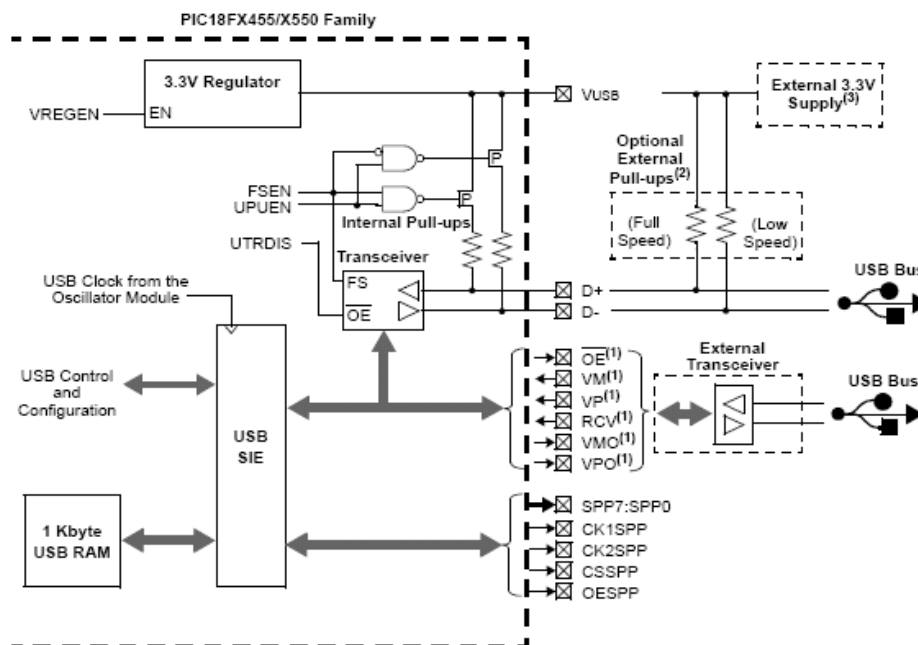 PIC18FX455/X550 Family
3.3V Regulator
EN
VREGEN
VUSB
External 3.3V
Supply(3)
Optional
External
Pull-ups(2)
P
P
FSEN
UPUEN
Internal Pull-ups
(Full
Speed)
(Low
Speed)
UTRDIS
Transceiver
FS
OE
USB Clock from the
Oscillator Module
D+
D-
USB Bus
USB Control
and
Configuration
USB
SIE
OE(1)
VM(1)
VP(1)
RCV(1)
VMO(1)
VPO(1)
External
Transceiver
USB Bus
1 Kbyte
USB RAM
SPP7:SPP0
CK1SPP
CK2SPP
CSSPP
OESPP